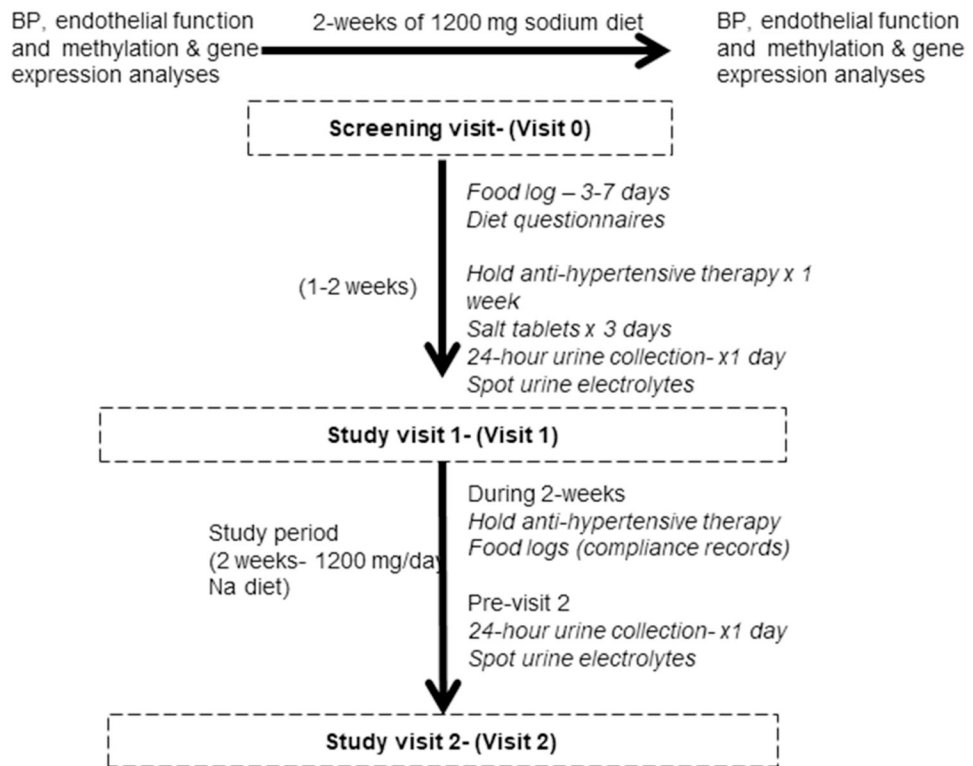 BP, endothelial function
and methylation & gene
expression analyses
2-weeks of 1200 mg sodium diet
BP, endothelial function
and methylation & gene
expression analyses
Screening visit- (Visit 0)
Food log – 3-7 days
Diet questionnaires
(1-2 weeks)
Hold anti-hypertensive therapy x 1
week
Salt tablets x 3 days
24-hour urine collection- x1 day
Spot urine electrolytes
Study visit 1- (Visit 1)
Study period
(2 weeks- 1200 mg/day
Na diet)
During 2-weeks
Hold anti-hypertensive therapy
Food logs (compliance records)
Pre-visit 2
24-hour urine collection- x1 day
Spot urine electrolytes
Study visit 2- (Visit 2)